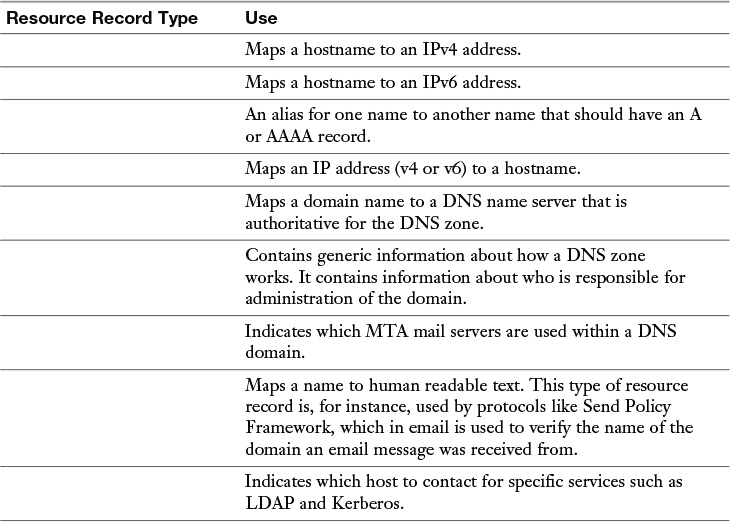 Resource Record Type Use
Maps a hostname to an IPv4 address.
Maps a hostname to an IPv6 address.
An alias for one name to another name that should have an A
or AAAA record.
Maps an IP address (v4 or v6) to a hostname.
Maps a domain name to a DNS name server that is
authoritative for the DNS zone.
Contains generic information about how a DNS zone
works. It contains information about who is responsible for
administration of the domain.
Indicates which MTA mail servers are used within a DNS
domain.
Maps a name to human readable text. This type of resource
record is, for instance, used by protocols like Send Policy
Framework, which in email is used to verify the name of the
domain an email message was received from.
Indicates which host to contact for specific services such as
LDAP and Kerberos.